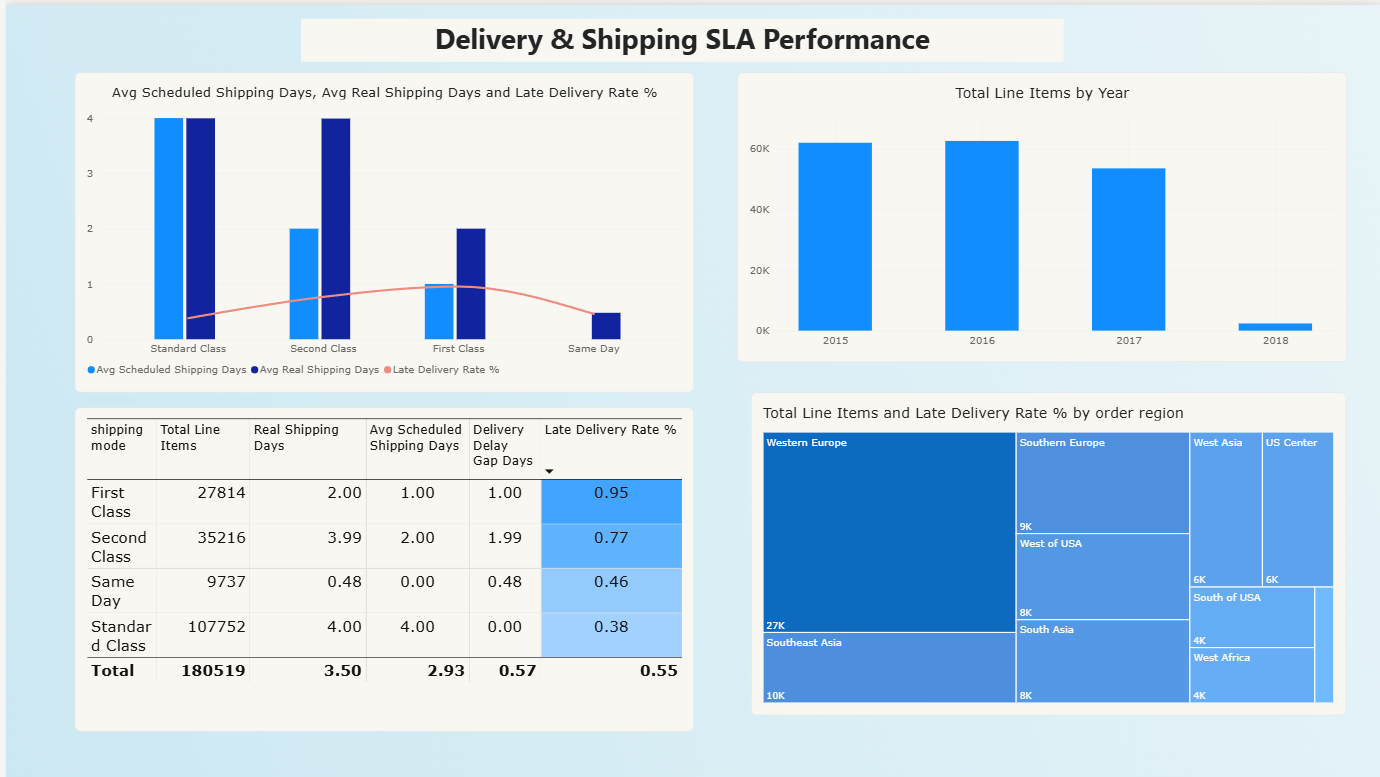 Delivery & Shipping SLA Performance
Avg Scheduled Shipping Days, Avg Real Shipping Days and Late Delivery Rate %
4
3
2
1
0
Standard Class Second Class First Class Same Day
Avg Scheduled Shipping Days Avg Real Shipping Days Late Delivery Rate %
Total Line Items by Year
60K
40K
20K
0K
2015 2016 2017 2018
shipping mode Total Line Items Real Shipping Days Avg Scheduled Shipping Days Delivery Delay Gap Days Late Delivery Rate %
First Class 27814 2.00 1.00 1.00 0.95
Second Class 35216 3.99 2.00 1.99 0.77
Same Day 9737 0.48 0.00 0.48 0.46
Standard Class 107752 4.00 4.00 0.00 0.38
Total 180519 3.50 2.93 0.57 0.55
Total Line Items and Late Delivery Rate % by order region
Western Europe
27K
Southeast Asia
10K
Southern Europe
9K
West of USA
8K
South Asia
8K
West Asia
6K
US Center
6K
South of USA
4K
West Africa
4K